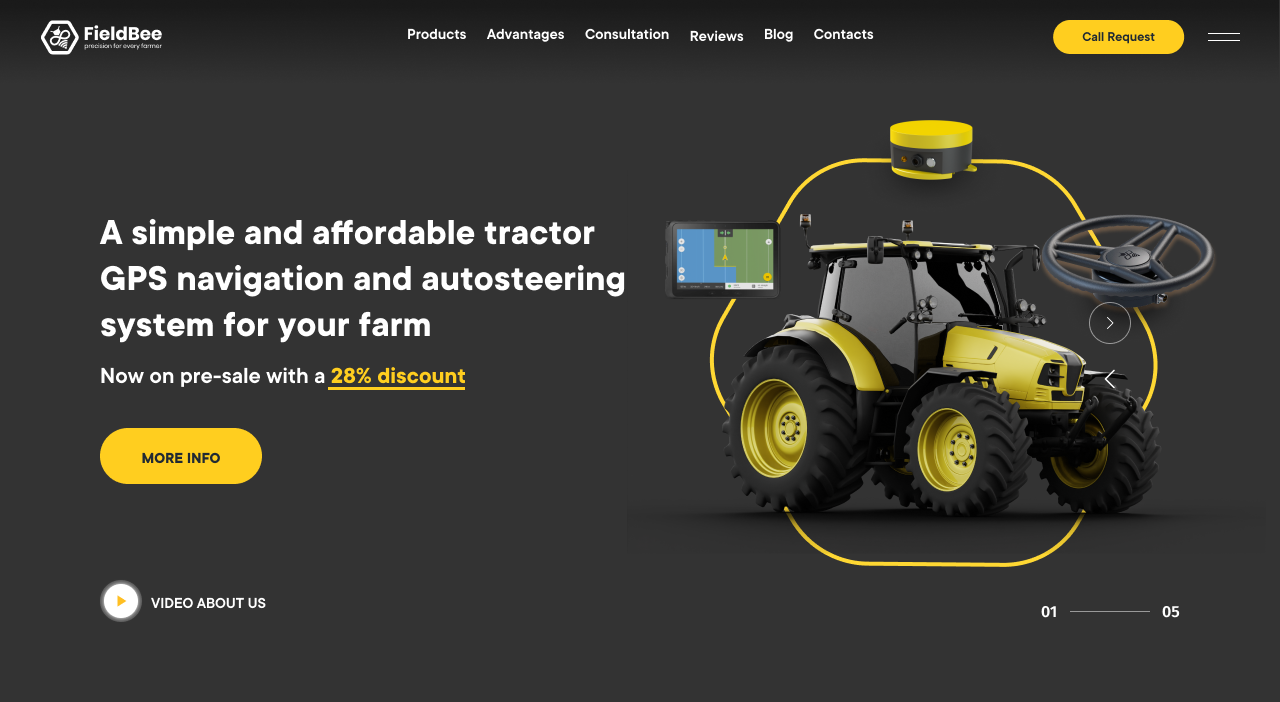 FieldBee
precision for every farmer
Products Advantages Consultation Reviews Blog Contacts
Call Request
A simple and affordable tractor
GPS navigation and autosteering
system for your farm
Now on pre-sale with a 28% discount
MORE INFO
VIDEO ABOUT US
01 05